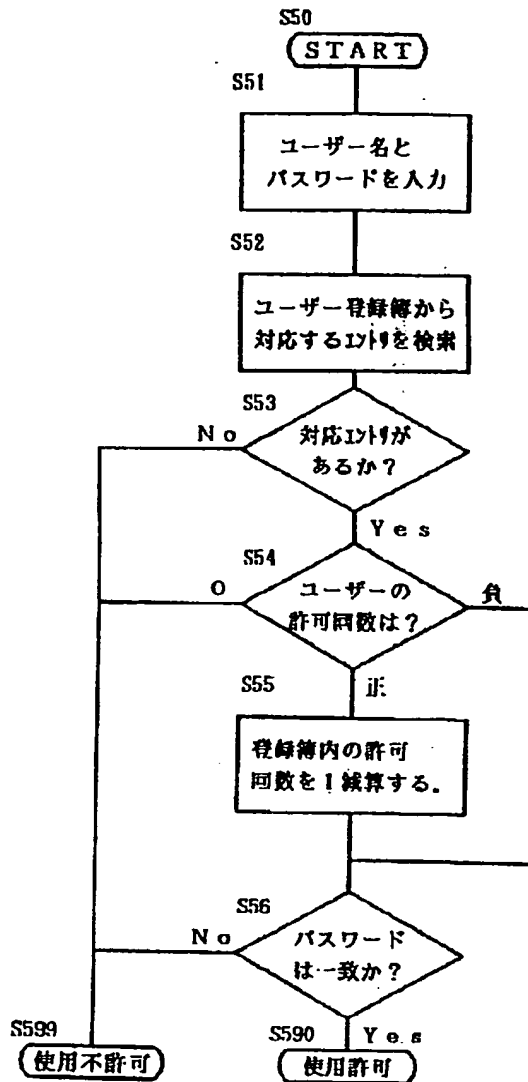 S50
START
S51
ユーザー名と
パスワードを入力
S52
ユーザー登録簿から
対応するエントリを検索
S53
No
対応エントリが
あるか?
Yes
S54
0
ユーザーの
許可回数は?
負
S55
正
登録簿内の許可
回数を1減算する。
S56
No
パスワード
は一致か?
S599
使用不許可
S590
Yes
使用許可